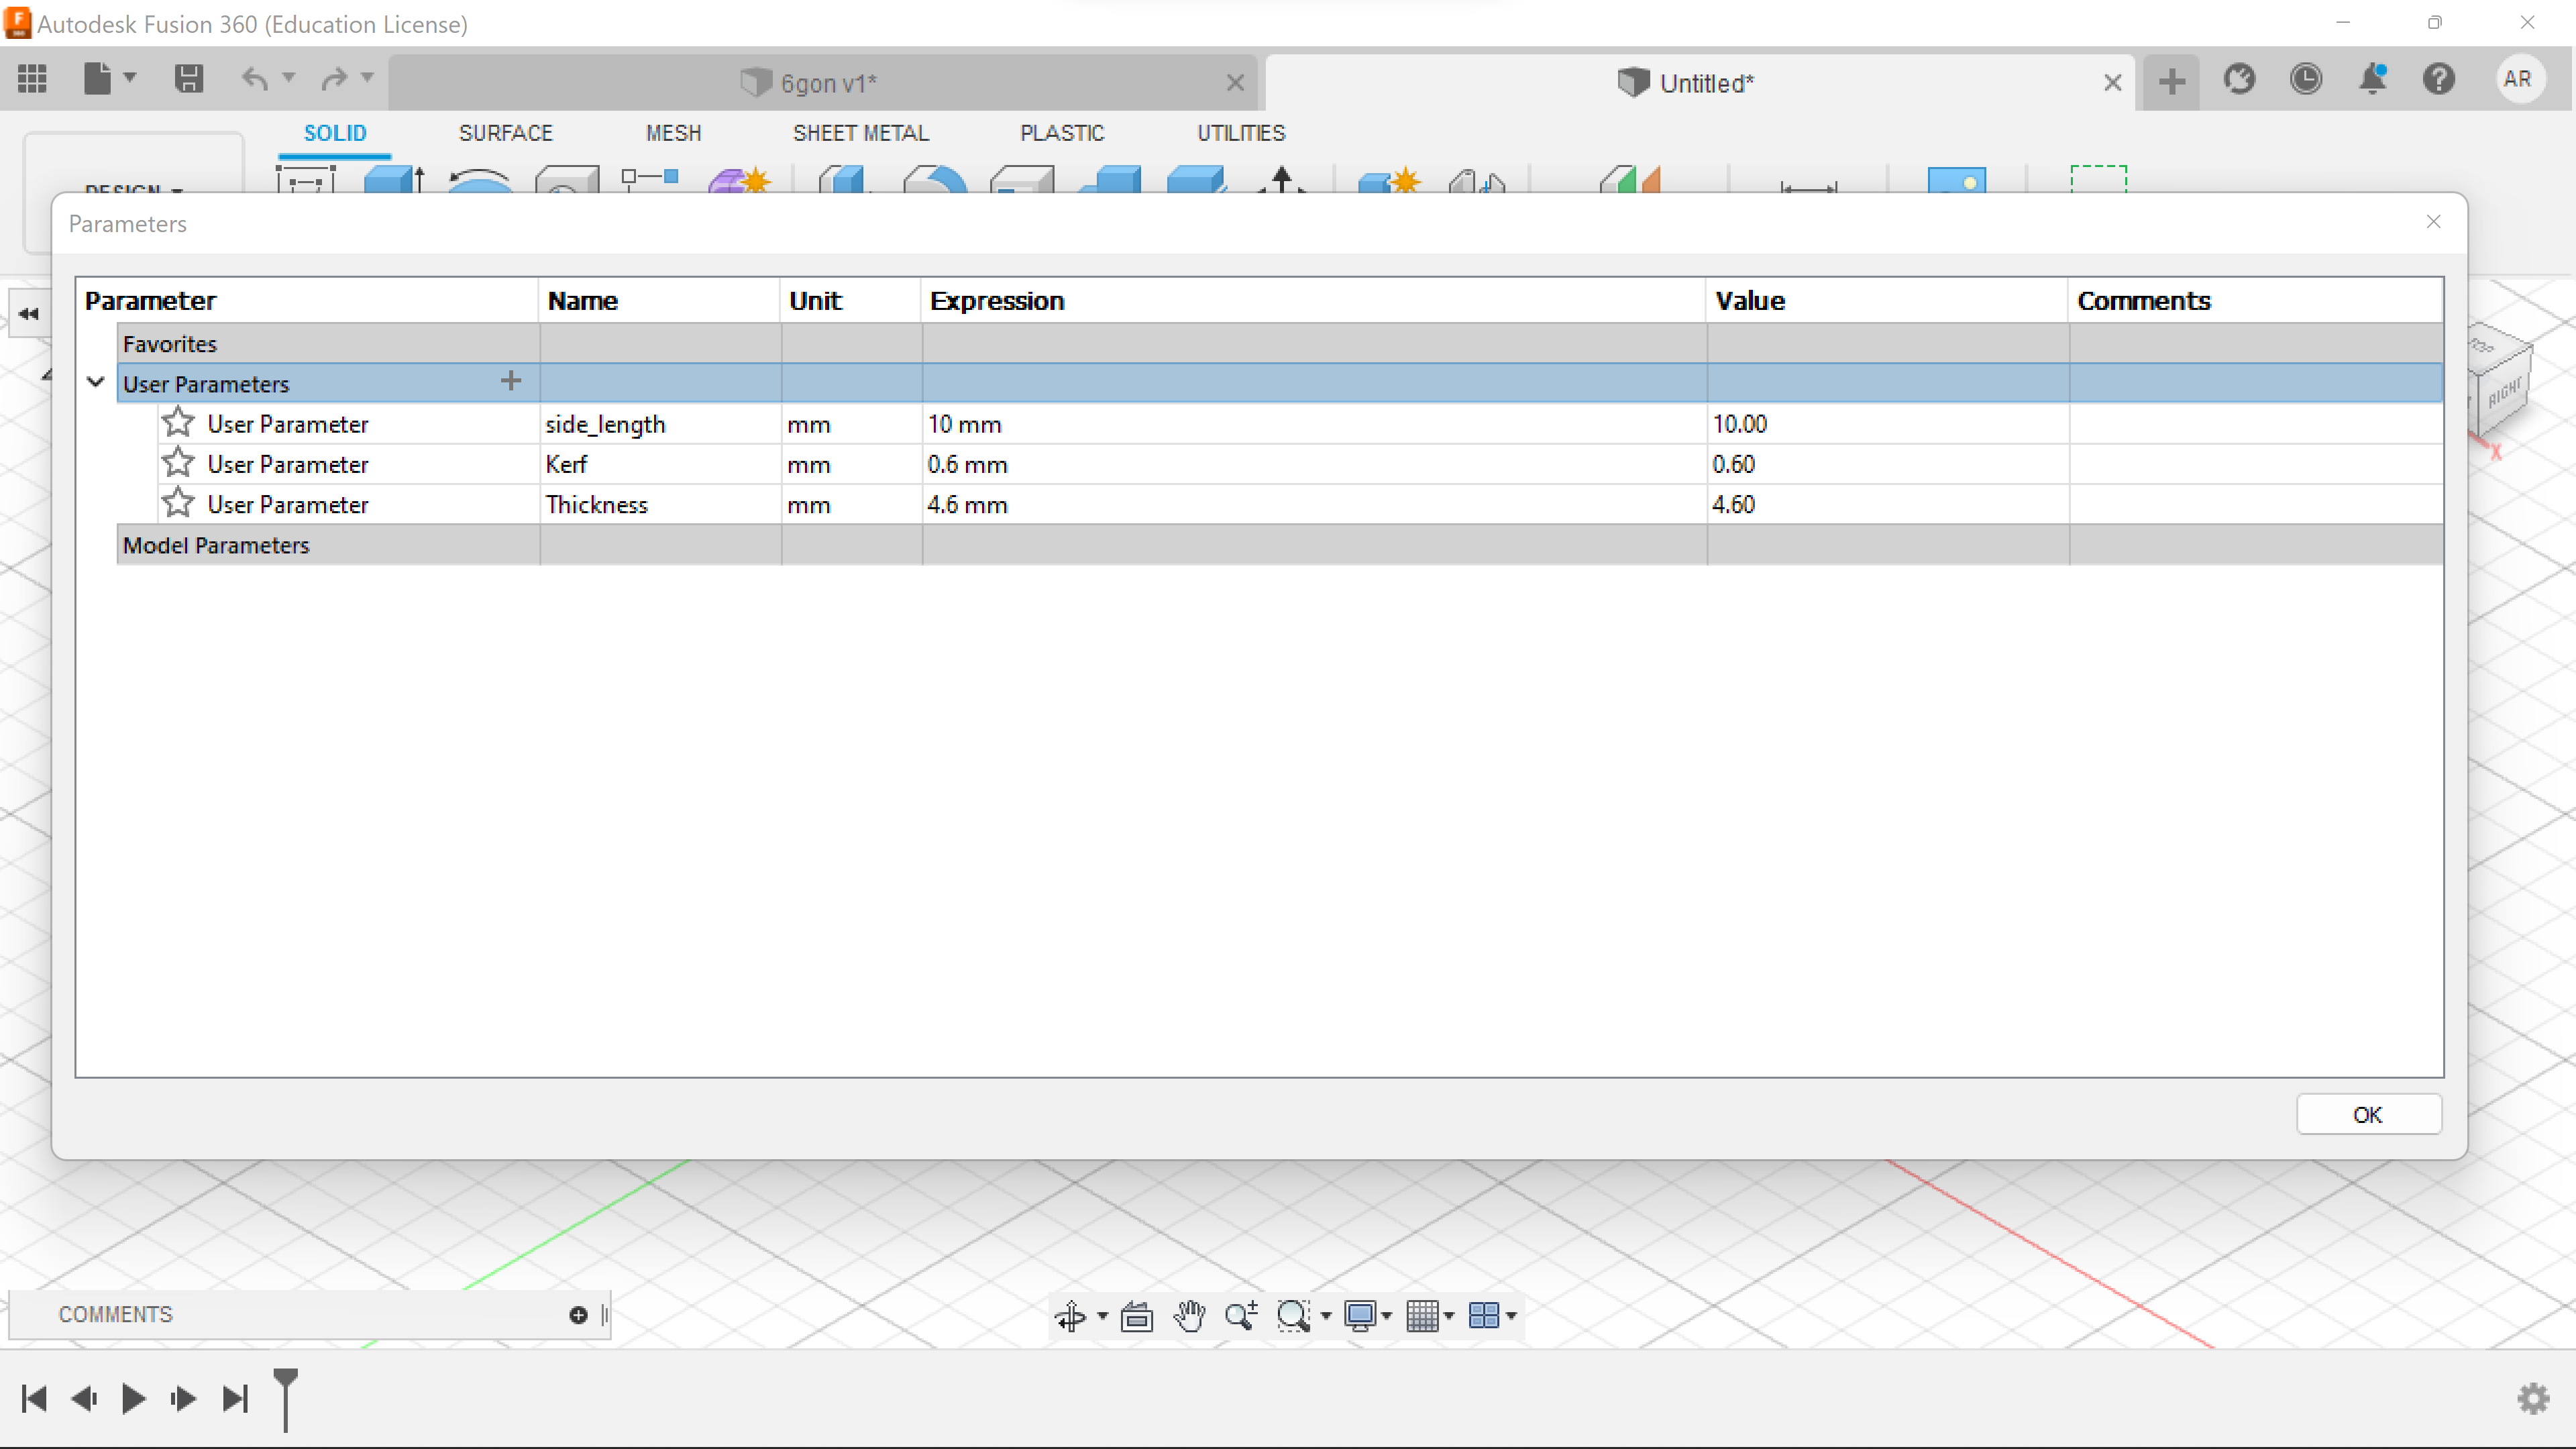 Autodesk Fusion 360 (Education License)
6gon v1*
Untitled*
AR
SOLID SURFACE MESH SHEET METAL PLASTIC UTILITIES
DESIGN
Parameters
Parameter Name Unit Expression Value Comments
Favorites
User Parameters
User Parameter side_length mm 10 mm 10.00
User Parameter Kerf mm 0.6 mm 0.60
User Parameter Thickness mm 4.6 mm 4.60
Model Parameters
TOP
RIGHT
X
OK
COMMENTS